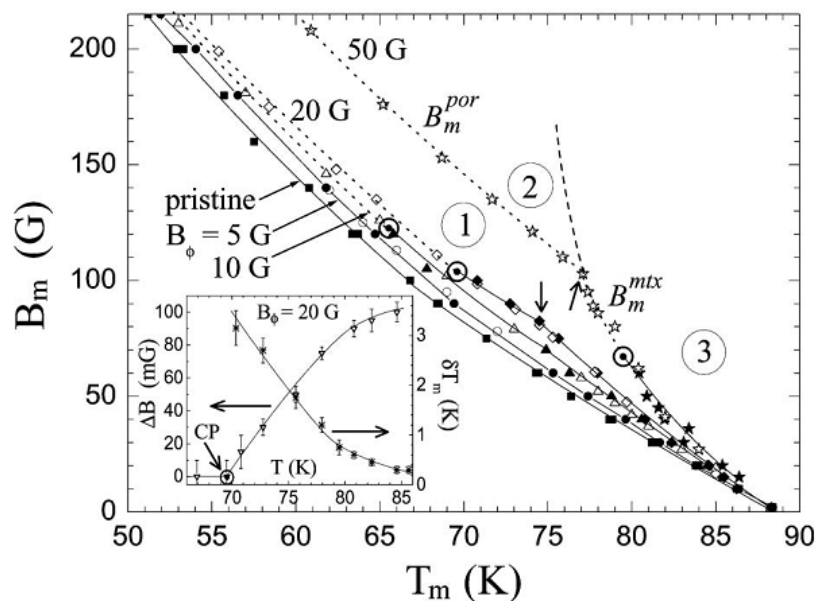 200
150
100
50
0
B_m (G)
50 55 60 65 70 75 80 85 90
T_m (K)
50 G
20 G
B_m^por
pristine
B_ϕ = 5 G
10 G
1
2
3
B_m^mtx
B_ϕ = 20 G
100
80
60
40
20
0
ΔB (mG)
CP
T (K)
70 75 80 85
3
2
1
0
δT_m (K)